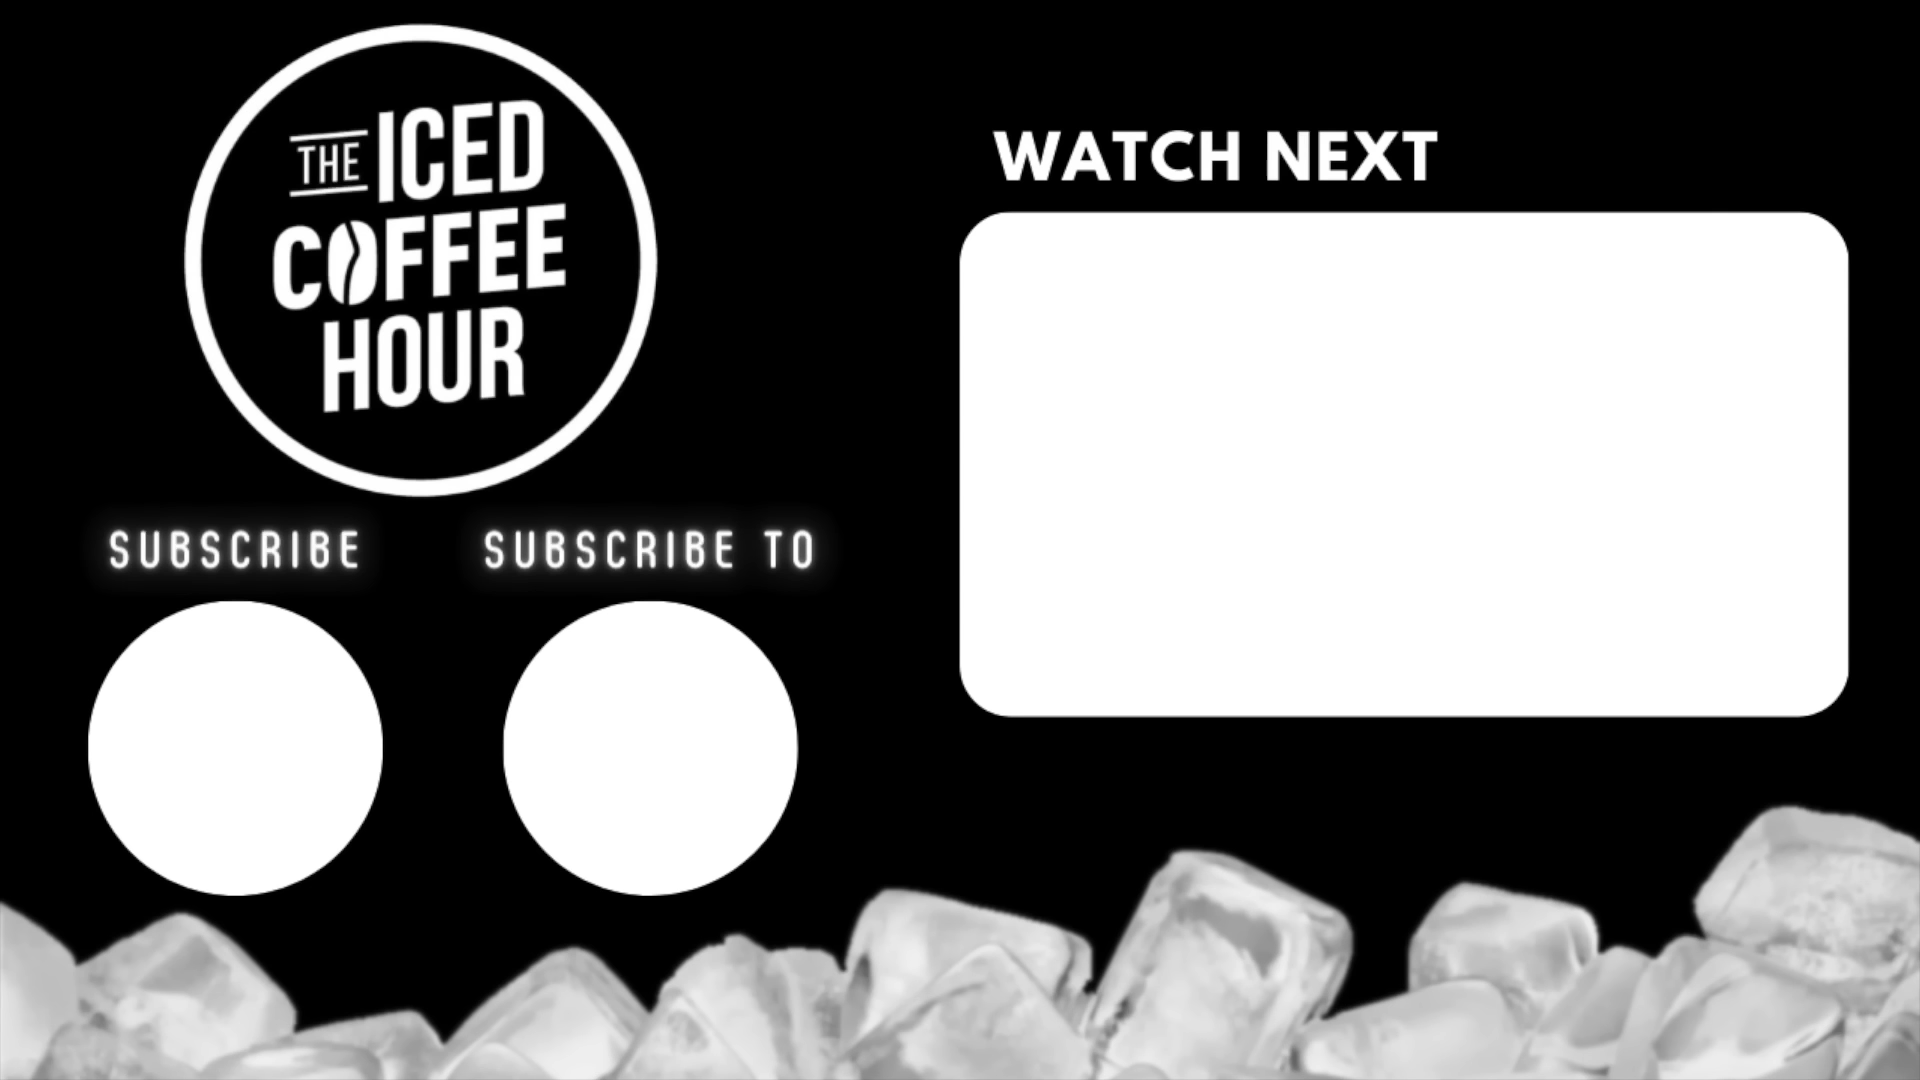 THE ICED
COFFEE
HOUR
WATCH NEXT
SUBSCRIBE
SUBSCRIBE TO